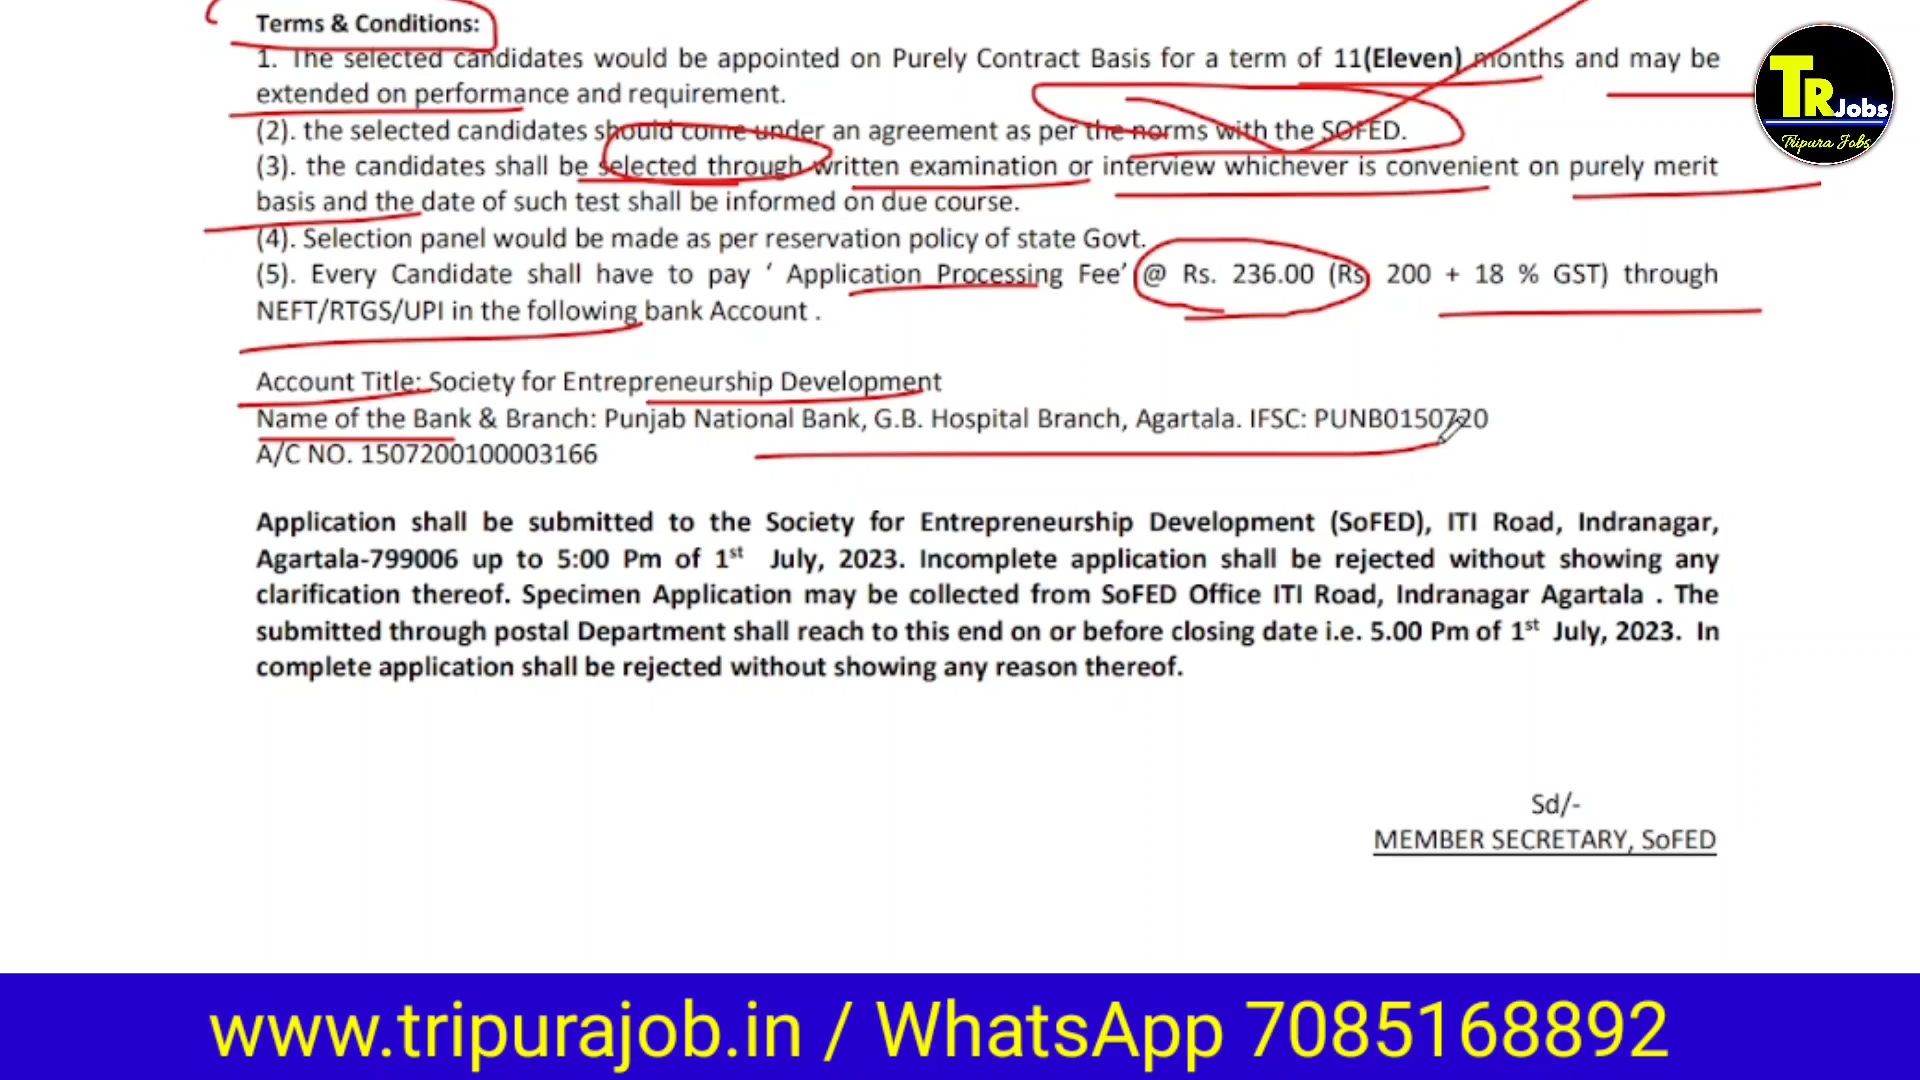 Terms & Conditions:
1. The selected candidates would be appointed on Purely Contract Basis for a term of 11(Eleven) months and may be
extended on performance and requirement.
(2). the selected candidates should come under an agreement as per the norms with the SOFED.
(3). the candidates shall be selected through written examination or interview whichever is convenient on purely merit
basis and the date of such test shall be informed on due course.
(4). Selection panel would be made as per reservation policy of state Govt.
(5). Every Candidate shall have to pay ‘ Application Processing Fee’ @ Rs. 236.00 (Rs 200 + 18 % GST) through
NEFT/RTGS/UPI in the following bank Account .
Account Title: Society for Entrepreneurship Development
Name of the Bank & Branch: Punjab National Bank, G.B. Hospital Branch, Agartala. IFSC: PUNB0150720
A/C NO. 1507200100003166
Application shall be submitted to the Society for Entrepreneurship Development (SoFED), ITI Road, Indranagar,
Agartala-799006 up to 5:00 Pm of 1st July, 2023. Incomplete application shall be rejected without showing any
clarification thereof. Specimen Application may be collected from SoFED Office ITI Road, Indranagar Agartala . The
submitted through postal Department shall reach to this end on or before closing date i.e. 5.00 Pm of 1st July, 2023. In
complete application shall be rejected without showing any reason thereof.
Sd/-
MEMBER SECRETARY, SoFED
TR Jobs
Tripura Jobs
www.tripurajob.in / WhatsApp 7085168892